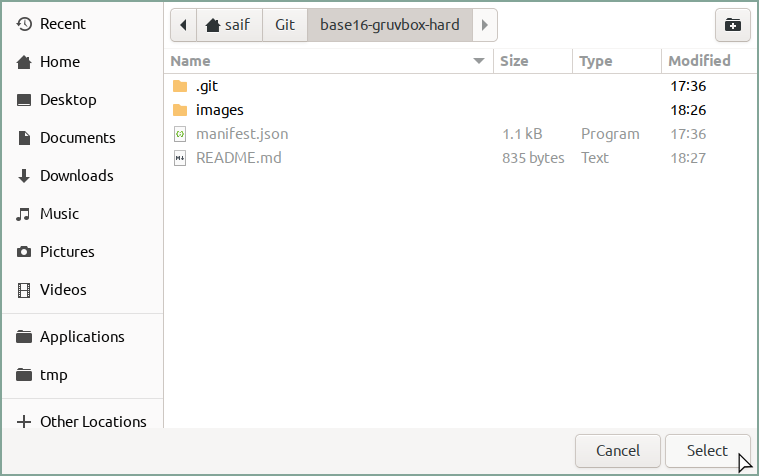 Recent
Home
Desktop
Documents
Downloads
Music
Pictures
Videos
Applications
tmp
Other Locations
saif Git base16-gruvbox-hard
Name Size Type Modified
.git 17:36
images 18:26
manifest.json 1.1 kB Program 17:36
README.md 835 bytes Text 18:27
Cancel Select